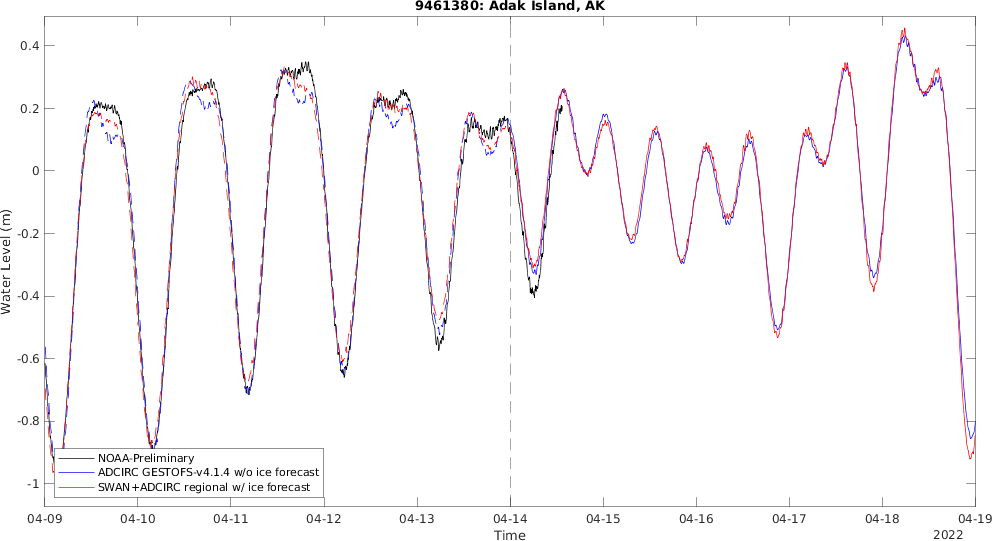 9461380: Adak Island, AK
Water Level (m)
0.4
0.2
0
-0.2
-0.4
-0.6
-0.8
-1
NOAA-Preliminary
ADCIRC GESTOFS-v4.1.4 w/o ice forecast
SWAN+ADCIRC regional w/ ice forecast
04-09 04-10 04-11 04-12 04-13 04-14 04-15 04-16 04-17 04-18 04-19
Time
2022